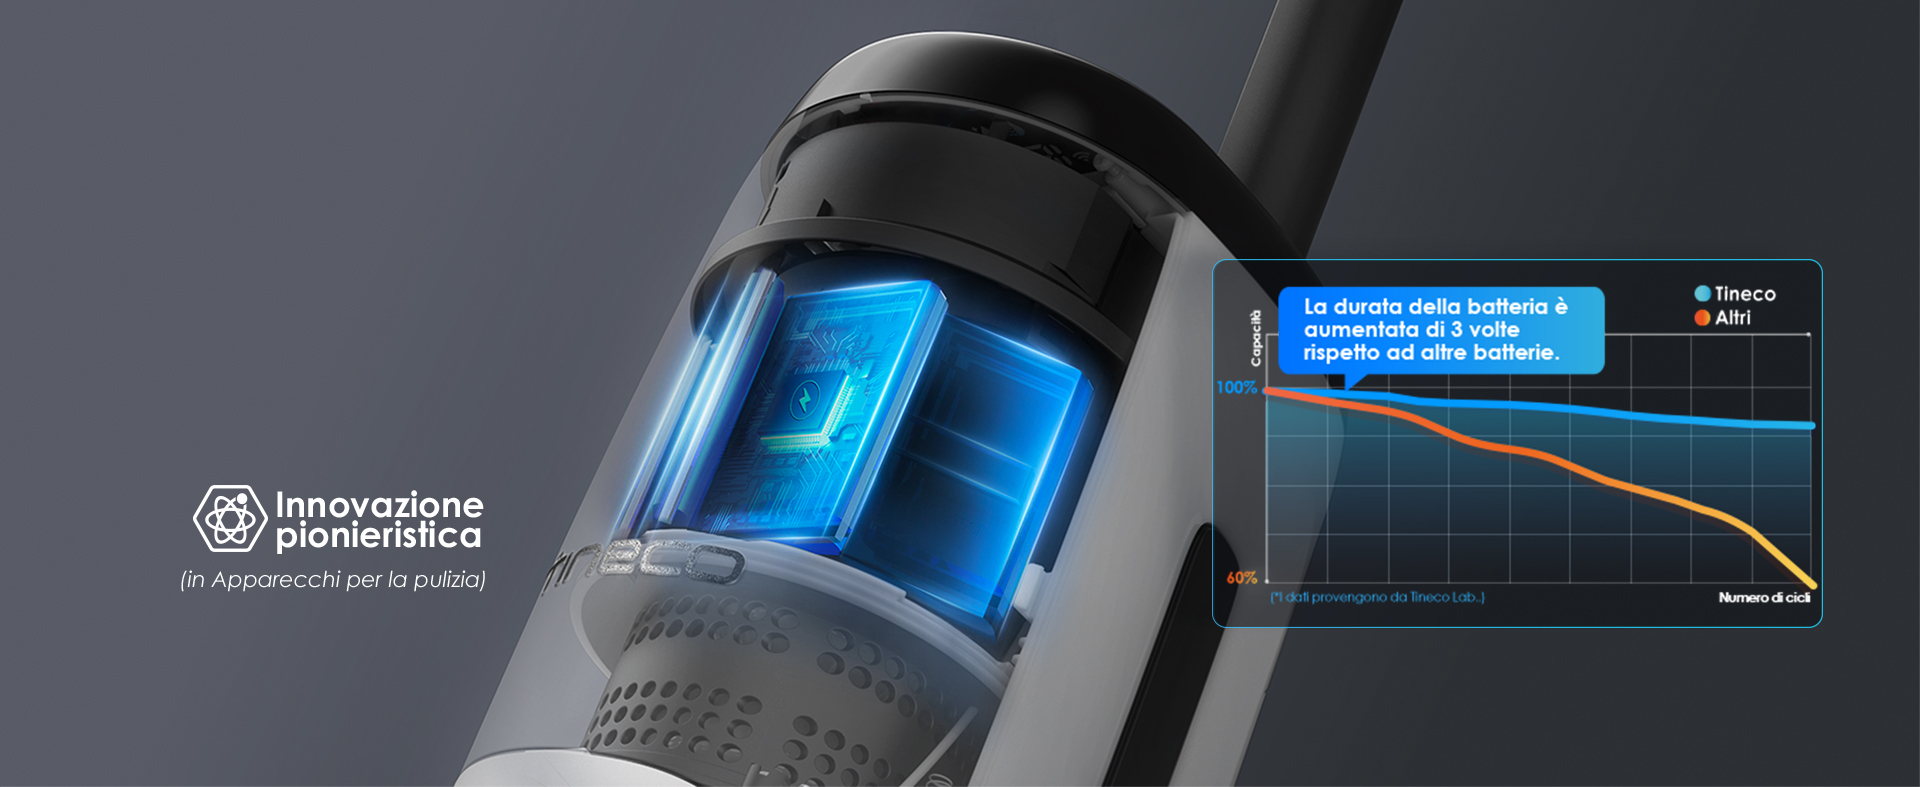 Innovazione
pionieristica
(in Apparecchi per la pulizia)
ineco
La durata della batteria è
aumentata di 3 volte
rispetto ad altre batterie.
Tineco
Altri
Capacità
100%
60%
(*I dati provengono da Tineco Lab..)
Numero di cicli